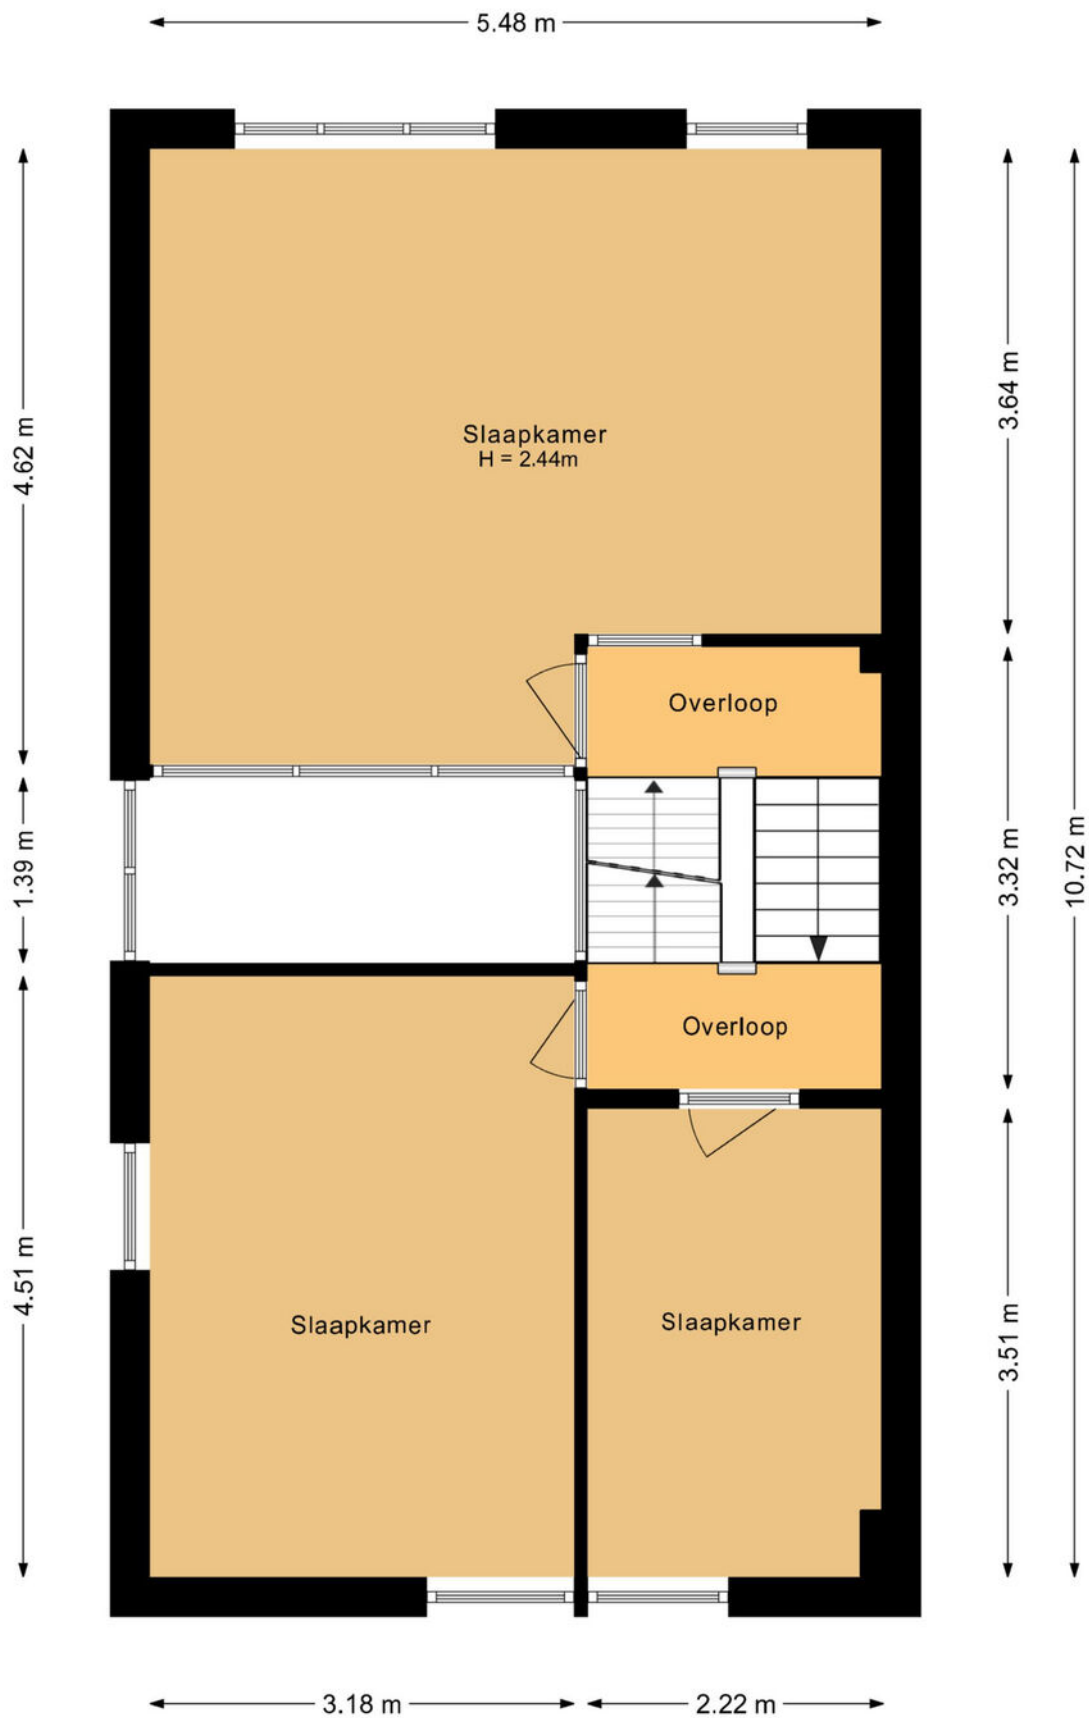 5.48 m
4.62 m
3.64 m
Slaapkamer
H = 2.44m
Overloop
1.39 m
3.32 m
10.72 m
Overloop
4.51 m
3.51 m
Slaapkamer
Slaapkamer
3.18 m
2.22 m